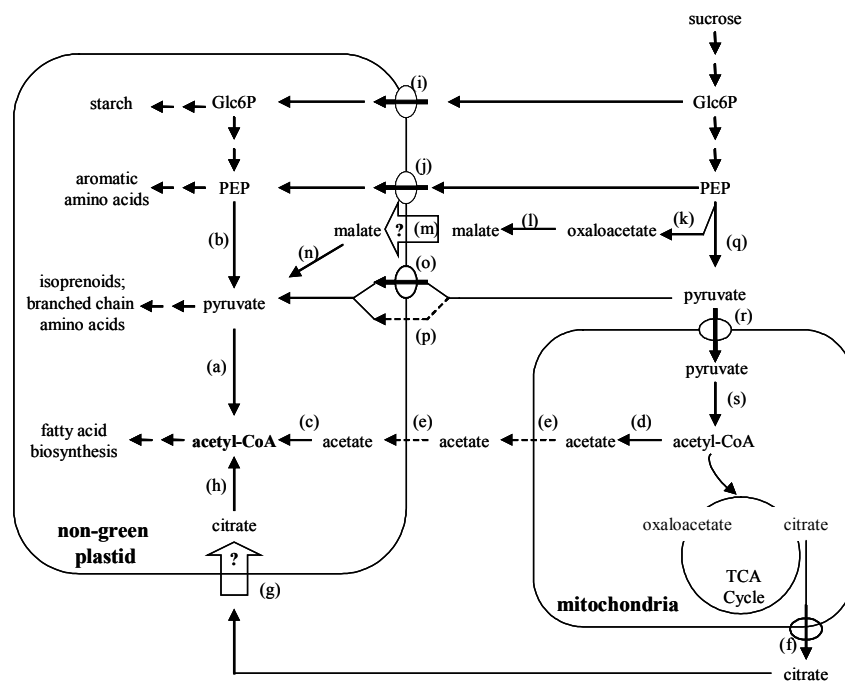 sucrose
(i)
starch
Glc6P
Glc6P
(j)
aromatic
amino acids
PEP
PEP
(k)
(b)
malate
?
(m)
malate
(l)
oxaloacetate
(q)
(n)
(o)
isoprenoids;
branched chain
amino acids
pyruvate
pyruvate
(p)
(r)
pyruvate
(a)
(s)
fatty acid
biosynthesis
acetyl-CoA
(c)
acetate
(e)
acetate
(e)
acetate
(d)
acetyl-CoA
(h)
citrate
oxaloacetate
citrate
non-green
plastid
?
(g)
TCA
Cycle
mitochondria
(f)
citrate